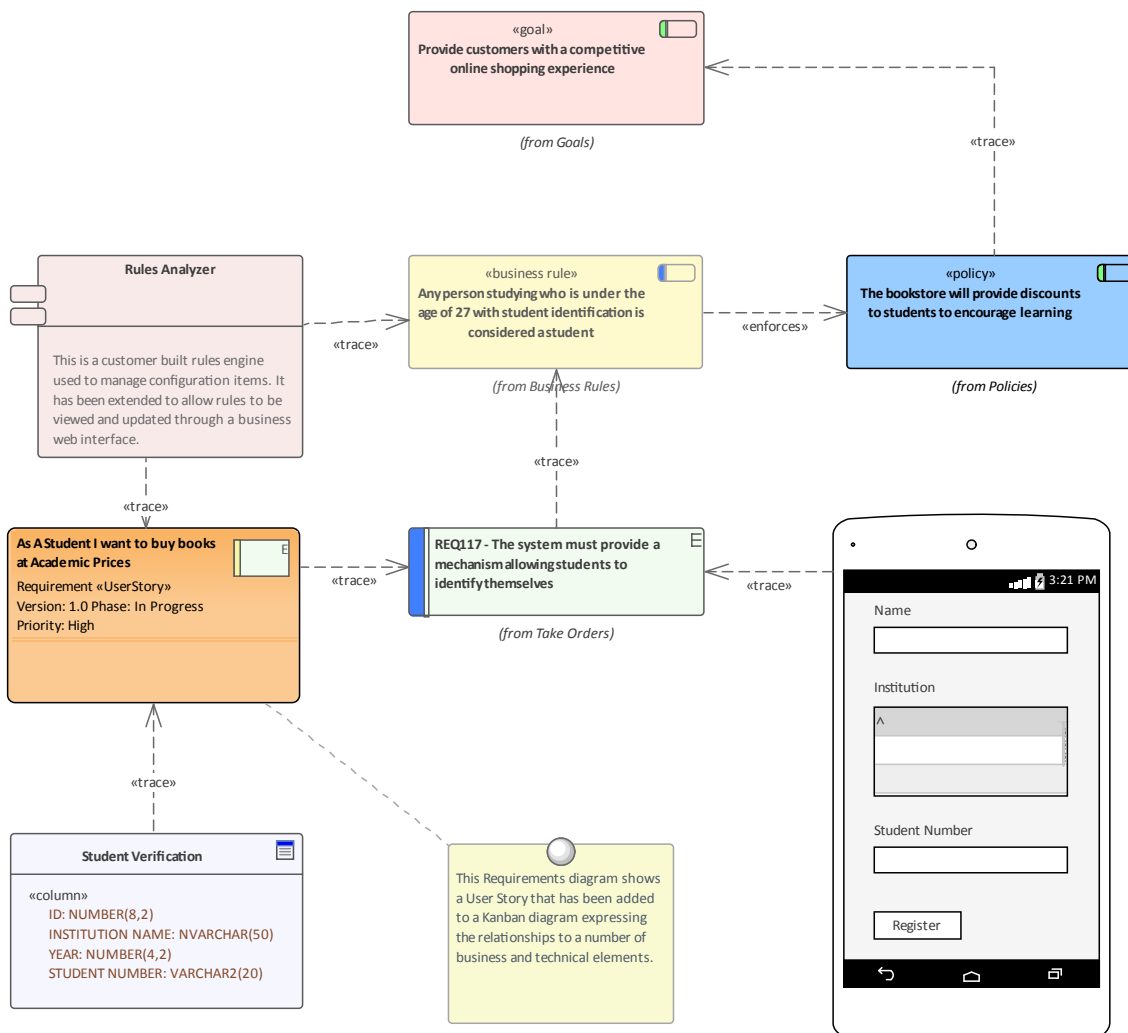 «goal»
Provide customers with a competitive
online shopping experience
(from Goals)
«trace»
Rules Analyzer
This is a customer built rules engine
used to manage configuration items. It
has been extended to allow rules to be
viewed and updated through a business
web interface.
«trace»
«business rule»
Any person studying who is under the
age of 27 with student identification is
considered a student
(from Business Rules)
«enforces»
«policy»
The bookstore will provide discounts
to students to encourage learning
(from Policies)
«trace»
«trace»
As A Student I want to buy books
at Academic Prices
E
Requirement «UserStory»
Version: 1.0 Phase: In Progress
Priority: High
«trace»
REQ117 - The system must provide a
mechanism allowing students to
identify themselves
E
(from Take Orders)
«trace»
3:21 PM
Name
Institution
^
Student Number
Register
«trace»
Student Verification
«column»
ID: NUMBER(8,2)
INSTITUTION NAME: NVARCHAR(50)
YEAR: NUMBER(4,2)
STUDENT NUMBER: VARCHAR2(20)
This Requirements diagram shows
a User Story that has been added
to a Kanban diagram expressing
the relationships to a number of
business and technical elements.